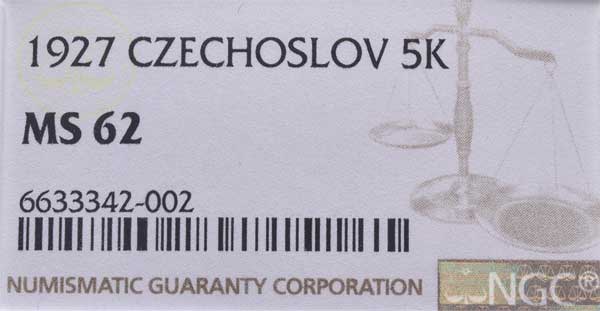 1927 CZECHOSLOV 5K
MS 62
6633342-002
NUMISMATIC GUARANTY CORPORATION
NGC®